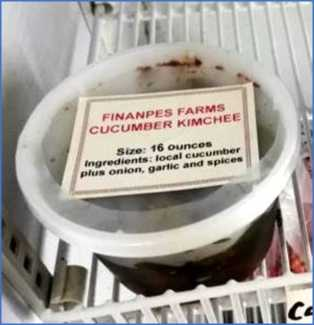 FINANPES FARMS
CUCUMBER KIMCHEE
Size: 16 ounces
Ingredients: local cucumber
plus onion, garlic and spices